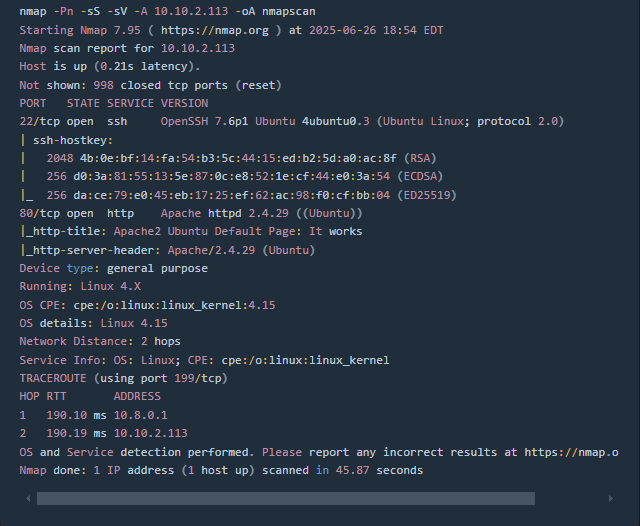 nmap -Pn -sS -sV -A 10.10.2.113 -oA nmapscan
Starting Nmap 7.95 ( https://nmap.org ) at 2025-06-26 18:54 EDT
Nmap scan report for 10.10.2.113
Host is up (0.21s latency).
Not shown: 998 closed tcp ports (reset)
PORT   STATE SERVICE VERSION
22/tcp open  ssh     OpenSSH 7.6p1 Ubuntu 4ubuntu0.3 (Ubuntu Linux; protocol 2.0)
| ssh-hostkey:
|   2048 4b:0e:bf:14:fa:54:b3:5c:44:15:ed:b2:5d:a0:ac:8f (RSA)
|   256 d0:3a:81:55:13:5e:87:0c:e8:52:1e:cf:44:e0:3a:54 (ECDSA)
|_  256 da:ce:79:e0:45:eb:17:25:ef:62:ac:98:f0:cf:bb:04 (ED25519)
80/tcp open  http    Apache httpd 2.4.29 ((Ubuntu))
|_http-title: Apache2 Ubuntu Default Page: It works
|_http-server-header: Apache/2.4.29 (Ubuntu)
Device type: general purpose
Running: Linux 4.X
OS CPE: cpe:/o:linux:linux_kernel:4.15
OS details: Linux 4.15
Network Distance: 2 hops
Service Info: OS: Linux; CPE: cpe:/o:linux:linux_kernel
TRACEROUTE (using port 199/tcp)
HOP RTT       ADDRESS
1   190.10 ms 10.8.0.1
2   190.19 ms 10.10.2.113
OS and Service detection performed. Please report any incorrect results at https://nmap.o
Nmap done: 1 IP address (1 host up) scanned in 45.87 seconds